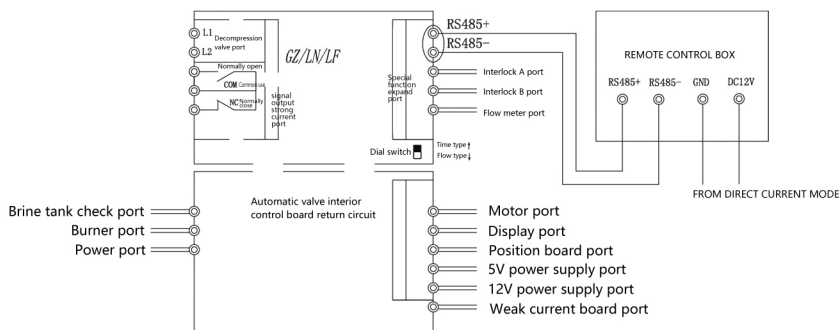 L1
L2
Decompression
valve port
Normally open
COM Common use
NC Normally
close
GZ/LN/LF
signal
output
strong
current
port
Special
function
expand
port
RS485+
RS485-
Interlock A port
Interlock B port
Flow meter port
Dial switch
Time type↑
Flow type↓
REMOTE CONTROL BOX
RS485+ RS485- GND DC12V
FROM DIRECT CURRENT MODE
Automatic valve interior
control board return circuit
Brine tank check port
Burner port
Power port
Motor port
Display port
Position board port
5V power supply port
12V power supply port
Weak current board port